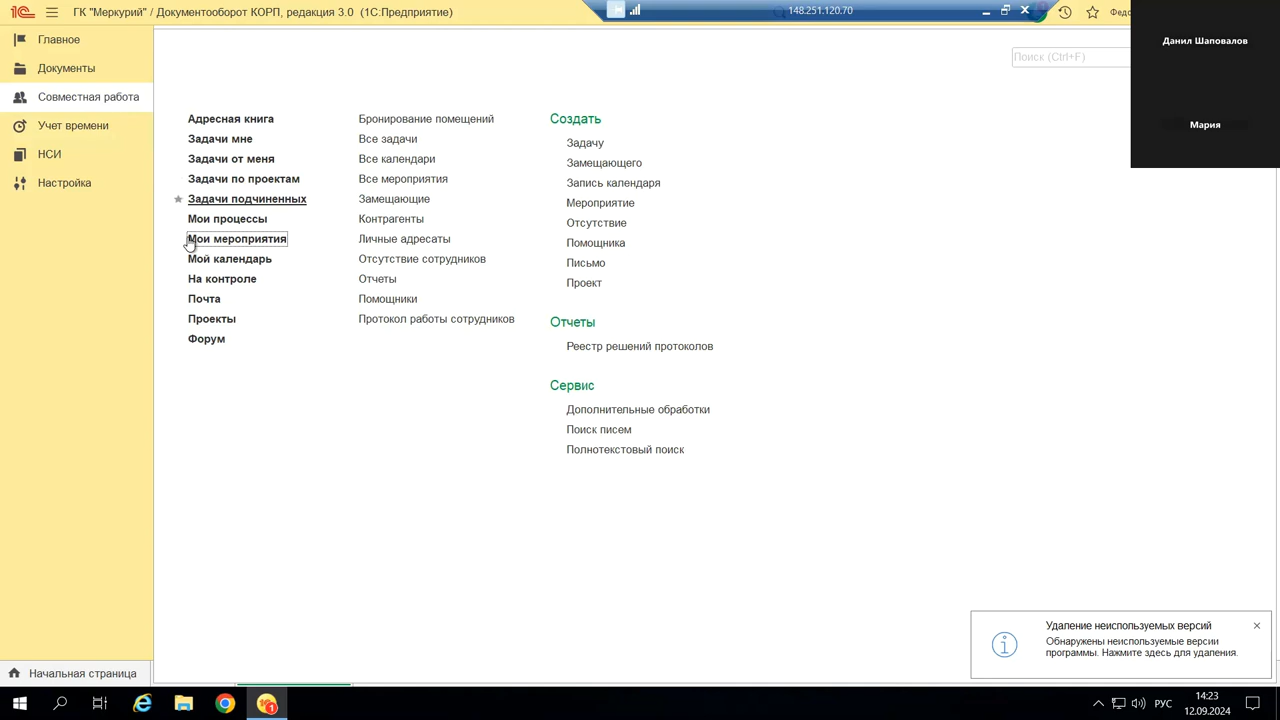 ГК "Меркурий" / Документооборот КОРП, редакция 3.0 (1С:Предприятие)
148.251.120.70
Данил Шаповалов
Мария
Главное
Документы
Совместная работа
Учет времени
НСИ
Настройка
Поиск (Ctrl+F)
Адресная книга
Задачи мне
Задачи от меня
Задачи по проектам
Задачи подчиненных
Мои процессы
Мои мероприятия
Мой календарь
На контроле
Почта
Проекты
Форум
Бронирование помещений
Все задачи
Все календари
Все мероприятия
Замещающие
Контрагенты
Личные адресаты
Отсутствие сотрудников
Отчеты
Помощники
Протокол работы сотрудников
Создать
Задачу
Замещающего
Запись календаря
Мероприятие
Отсутствие
Помощника
Письмо
Проект
Отчеты
Реестр решений протоколов
Сервис
Дополнительные обработки
Поиск писем
Полнотекстовый поиск
Удаление неиспользуемых версий
Обнаружены неиспользуемые версии
программы. Нажмите здесь для удаления.
Начальная страница
РУС
14:23
12.09.2024